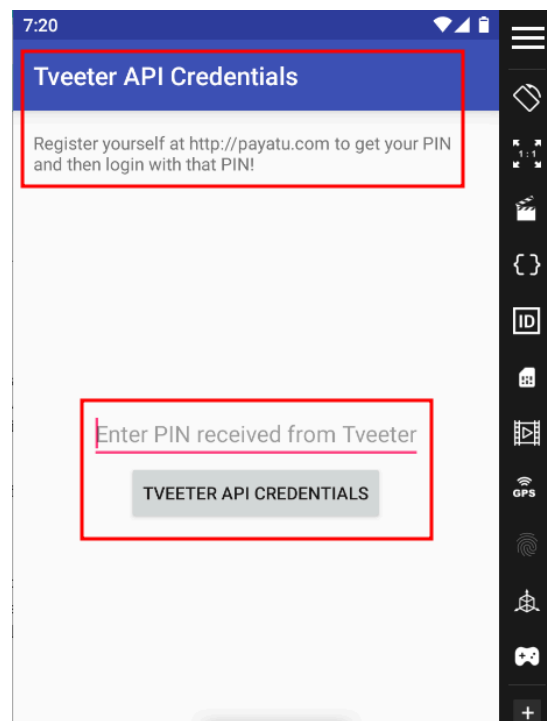 7:20
Tveeter API Credentials
Register yourself at http://payatu.com to get your PIN
and then login with that PIN!
Enter PIN received from Tveeter
TVEETER API CREDENTIALS
1:1
{}
ID
GPS
+